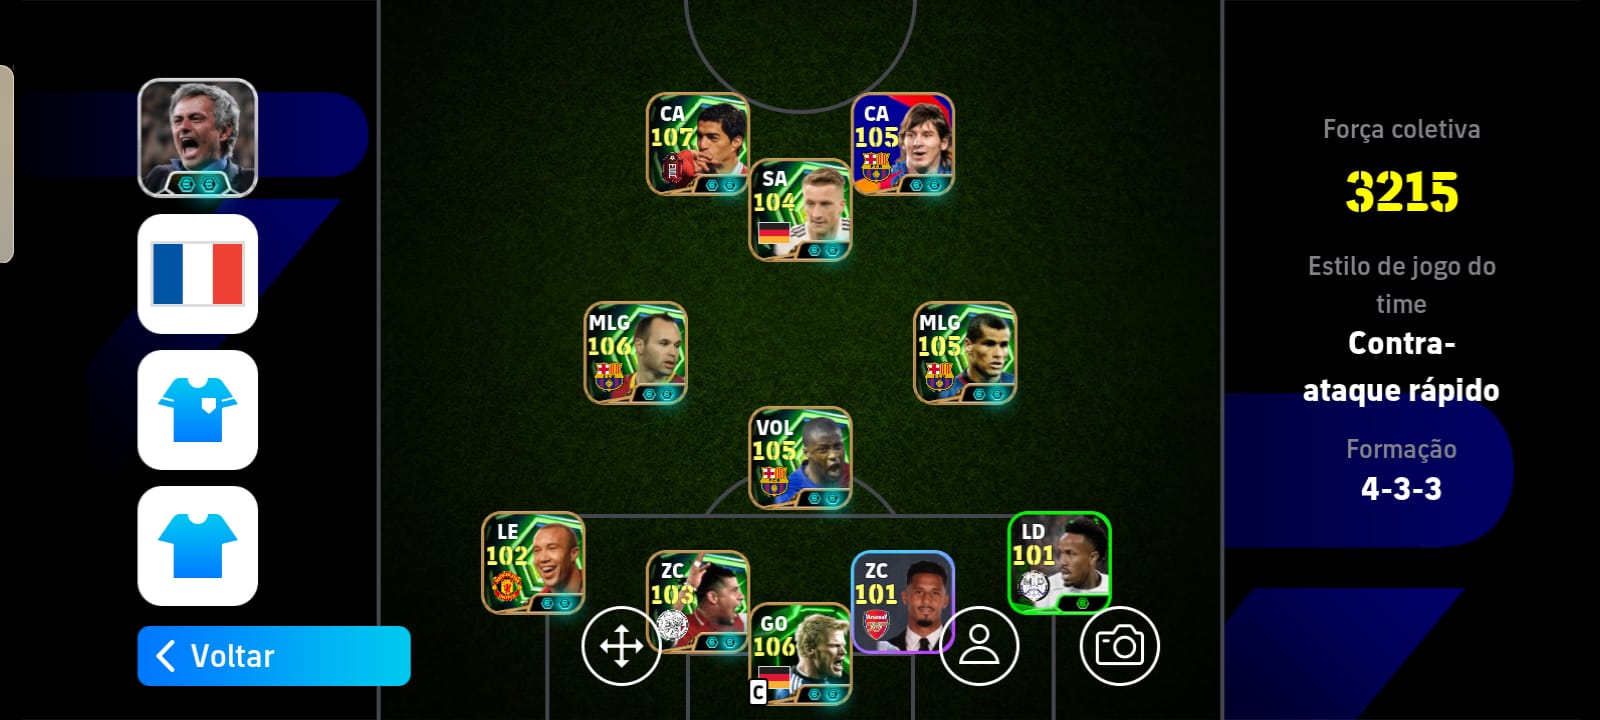 CA
107
CA
105
SA
104
MLG
106
MLG
105
VOL
105
LE
102
ZC
103
ZC
101
LD
101
GO
106
C
Voltar
Força coletiva
3215
Estilo de jogo do
time
Contra-
ataque rápido
Formação
4-3-3